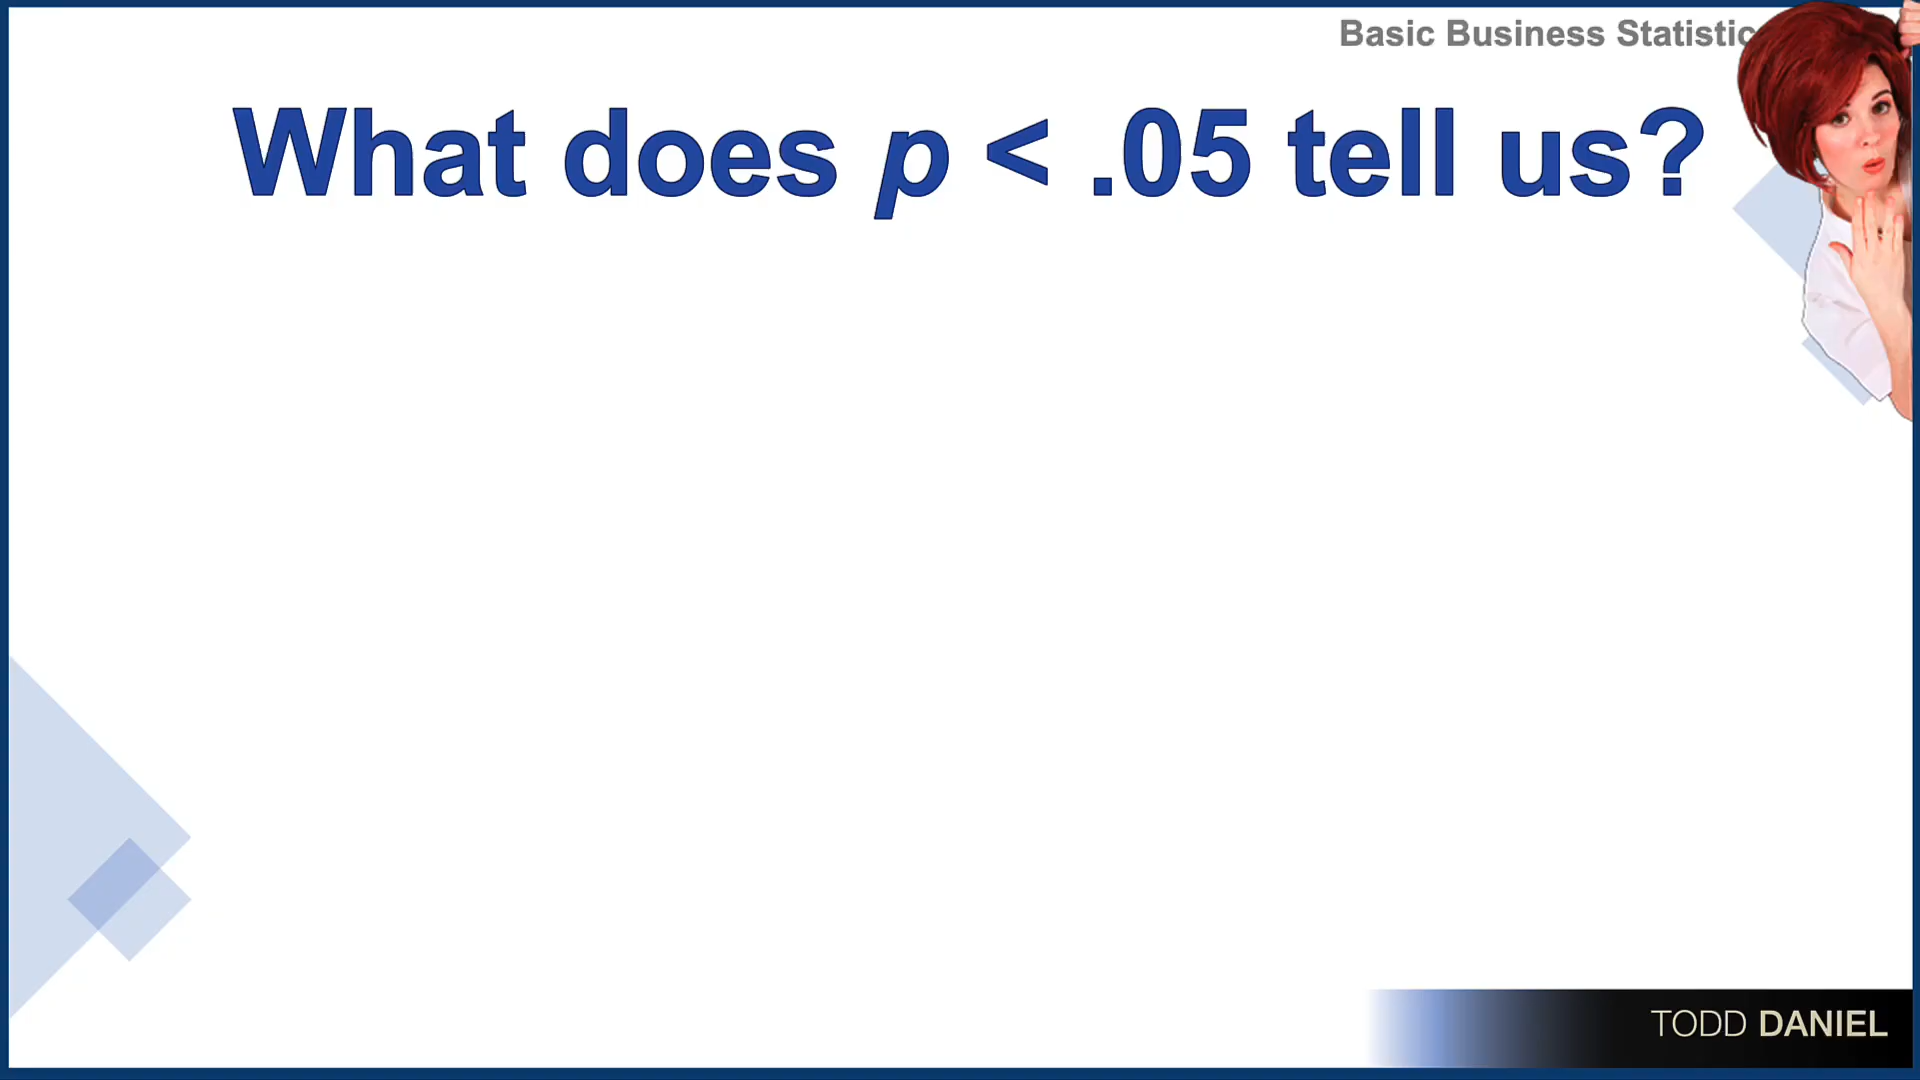 Basic Business Statistic
What does p < .05 tell us?
TODD DANIEL